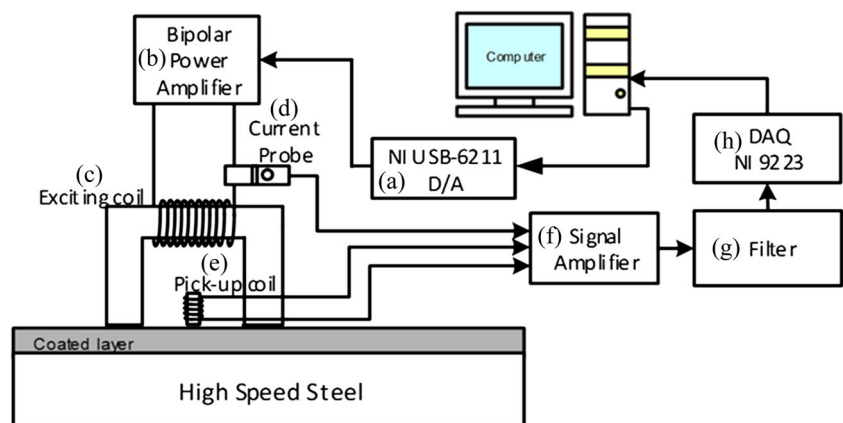 Bipolar
(b) Power
Amplifier
Computer
(d)
Current
Probe
(a) NI USB-6211
D/A
(h) DAQ
NI 9223
(c)
Exciting coil
(e)
Pick-up coil
(f) Signal
Amplifier
(g) Filter
Coated layer
High Speed Steel